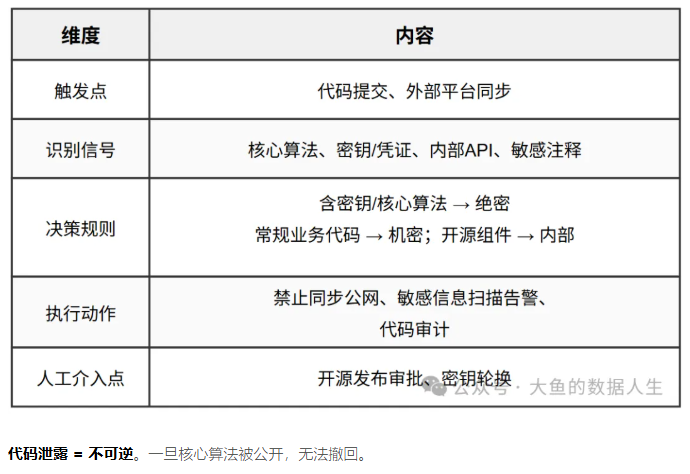 维度 内容
触发点 代码提交、外部平台同步
识别信号 核心算法、密钥/凭证、内部API、敏感注释
决策规则 含密钥/核心算法 → 绝密
常规业务代码 → 机密；开源组件 → 内部
执行动作 禁止同步公网、敏感信息扫描告警、
代码审计
人工介入点 开源发布审批、密钥轮换
公众号 · 大鱼的数据人生
代码泄露 = 不可逆。一旦核心算法被公开，无法撤回。